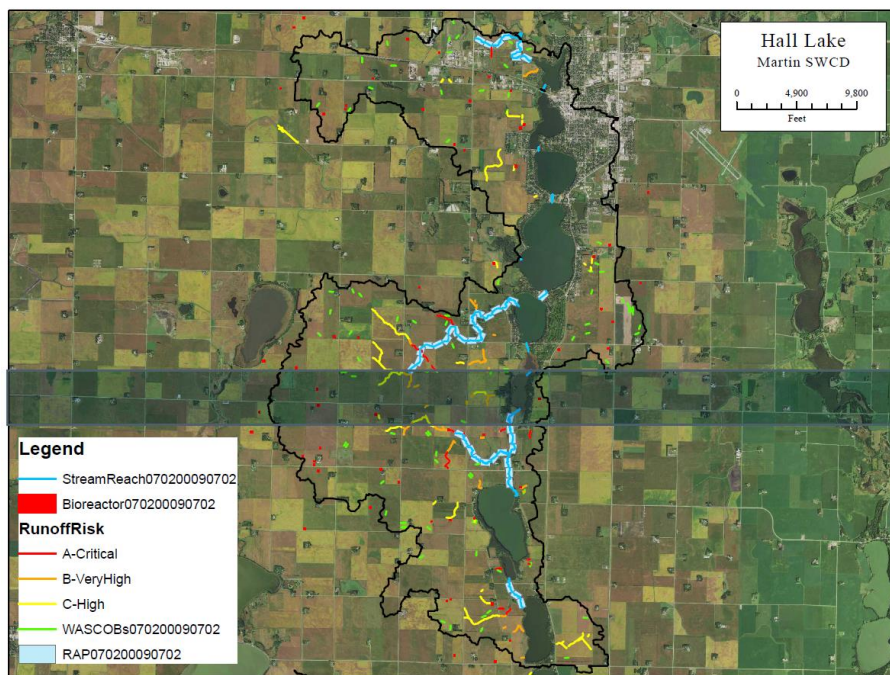 Hall Lake
Martin SWCD
0 4,900 9,800
Feet
Legend
StreamReach070200090702
Bioreactor070200090702
RunoffRisk
A-Critical
B-VeryHigh
C-High
WASCOBs070200090702
RAP070200090702